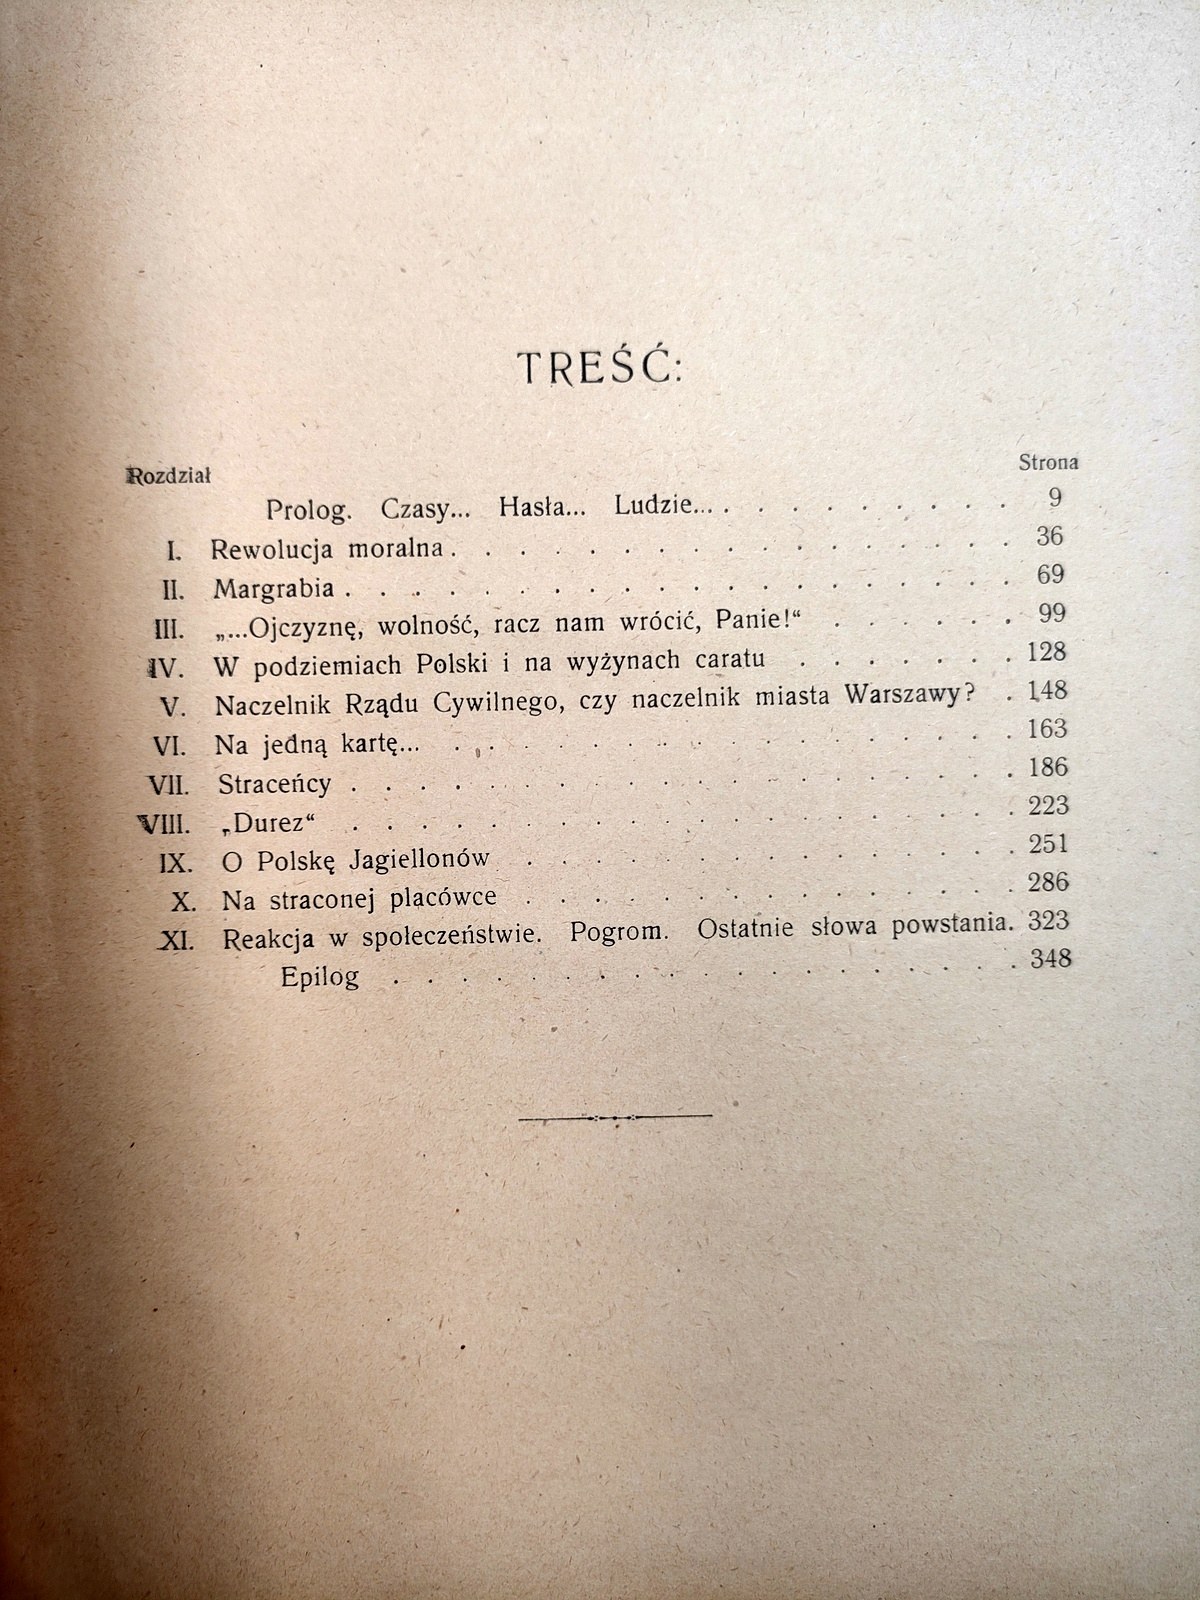 TREŚĆ:
Rozdział Strona
Prolog. Czasy... Hasła... Ludzie... . . . . . . . . . 9
I. Rewolucja moralna . . . . . . . . . . . . . . . . . 36
II. Margrabia . . . . . . . . . . . . . . . . . . . . 69
III. „...Ojczyznę, wolność, racz nam wrócić, Panie!“ . . . . . . 99
IV. W podziemiach Polski i na wyżynach caratu . . . . . . . 128
V. Naczelnik Rządu Cywilnego, czy naczelnik miasta Warszawy? . 148
VI. Na jedną kartę... . . . . . . . . . . . . . . . . . 163
VII. Straceńcy . . . . . . . . . . . . . . . . . . . . 186
VIII. „Durez“ . . . . . . . . . . . . . . . . . . . . 223
IX. O Polskę Jagiellonów . . . . . . . . . . . . . . . 251
X. Na straconej placówce . . . . . . . . . . . . . . . 286
XI. Reakcja w społeczeństwie. Pogrom. Ostatnie słowa powstania. 323
Epilog . . . . . . . . . . . . . . . . . . . 348